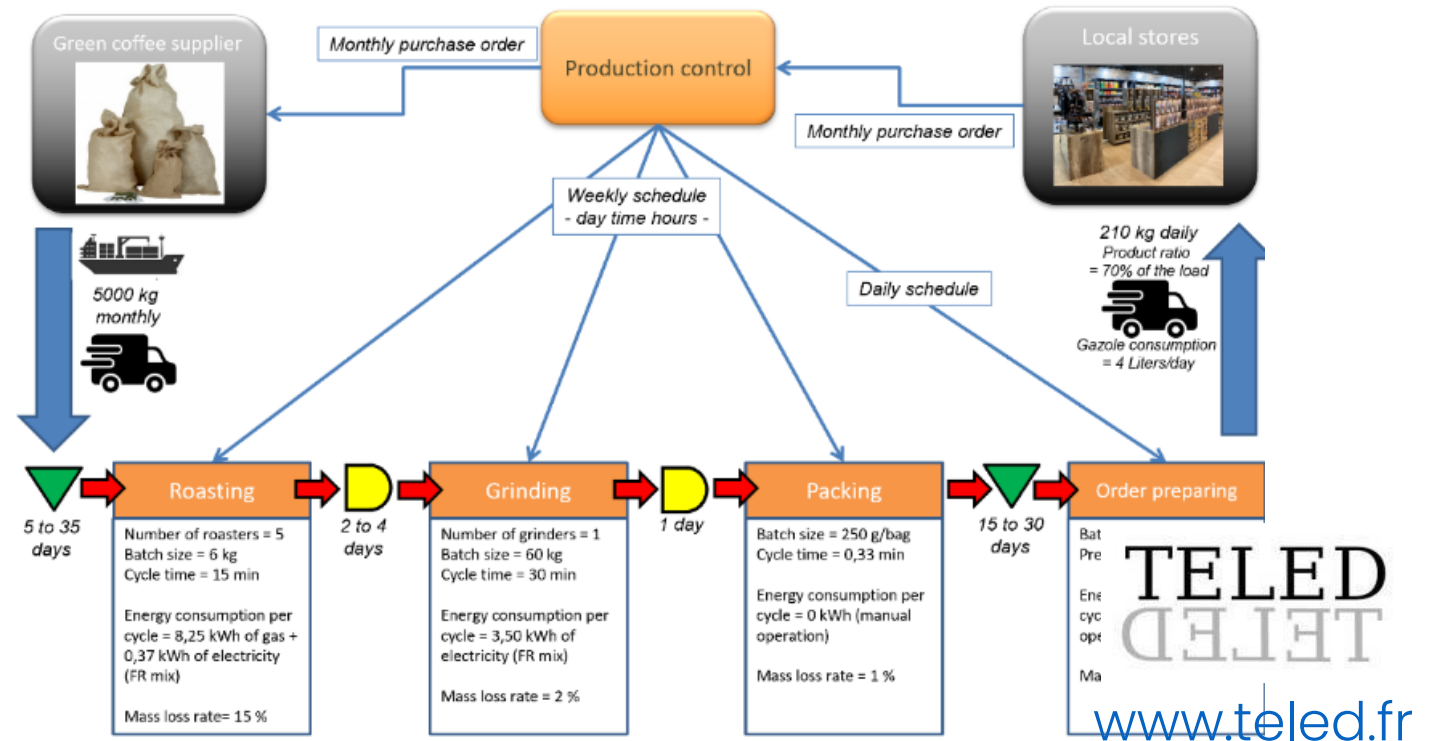 Green coffee supplier
Monthly purchase order
Production control
Local stores
Monthly purchase order
Weekly schedule
- day time hours -
Daily schedule
5000 kg
monthly
210 kg daily
Product ratio
= 70% of the load
Gazole consumption
= 4 Liters/day
5 to 35
days
Roasting
Number of roasters = 5
Batch size = 6 kg
Cycle time = 15 min
Energy consumption per
cycle = 8,25 kWh of gas +
0,37 kWh of electricity
(FR mix)
Mass loss rate= 15 %
2 to 4
days
Grinding
Number of grinders = 1
Batch size = 60 kg
Cycle time = 30 min
Energy consumption per
cycle = 3,50 kWh of
electricity (FR mix)
Mass loss rate = 2 %
1 day
Packing
Batch size = 250 g/bag
Cycle time = 0,33 min
Energy consumption per
cycle = 0 kWh (manual
operation)
Mass loss rate = 1 %
15 to 30
days
Order preparing
Bat
Pre
Ene
cyc
ope
Ma
TELED
TELED
www.teled.fr